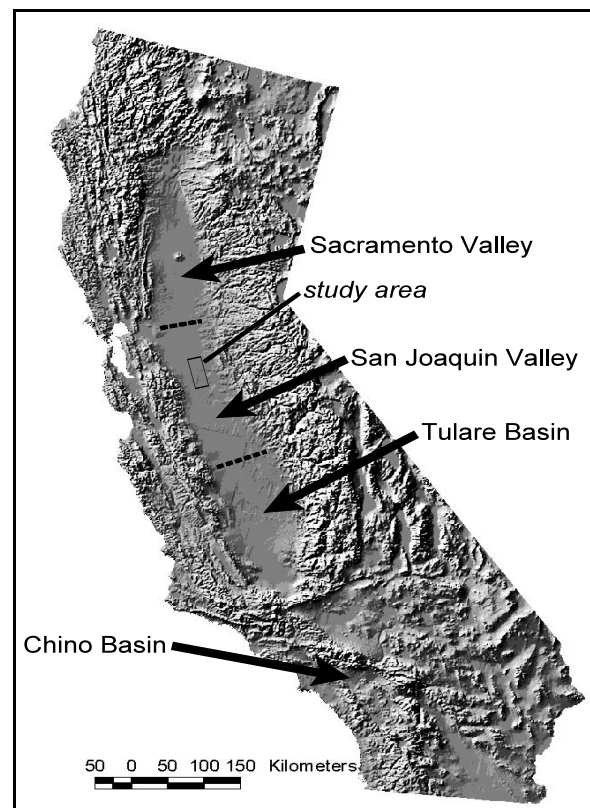 Sacramento Valley
study area
San Joaquin Valley
Tulare Basin
Chino Basin
50 0 50 100 150 Kilometers